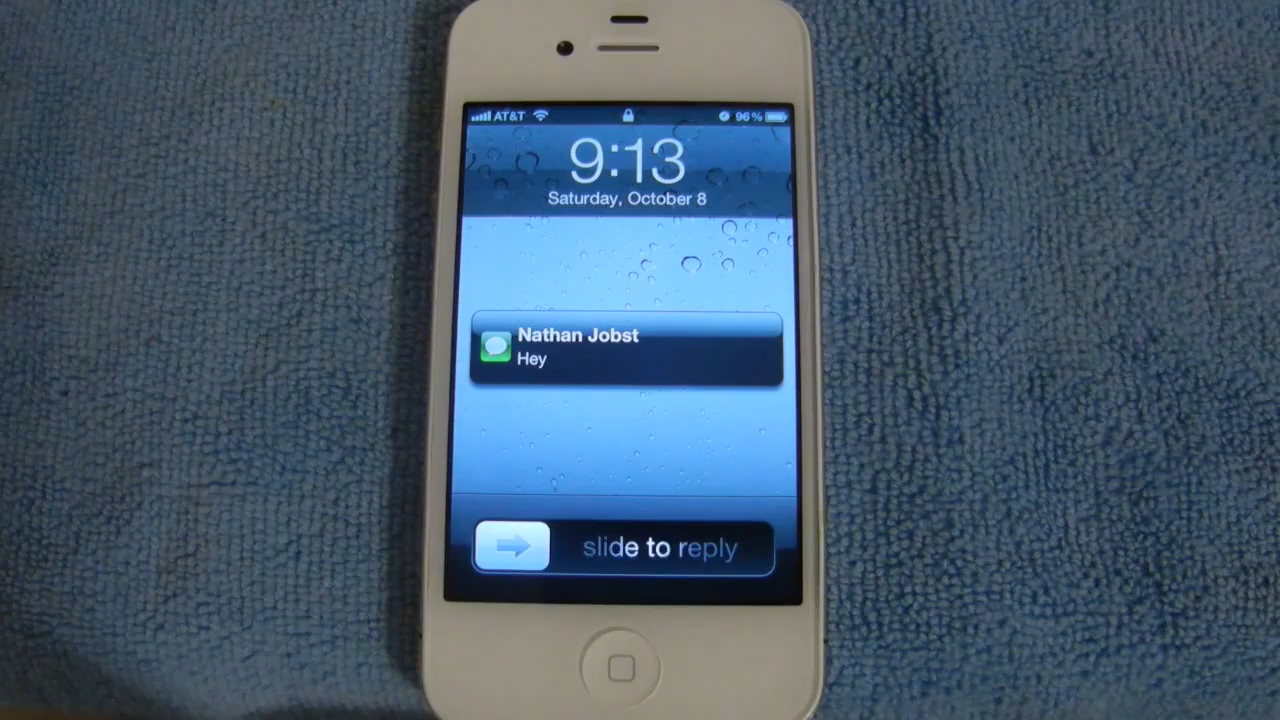 AT&T 96%
9:13
Saturday, October 8
Nathan Jobst
Hey
slide to reply